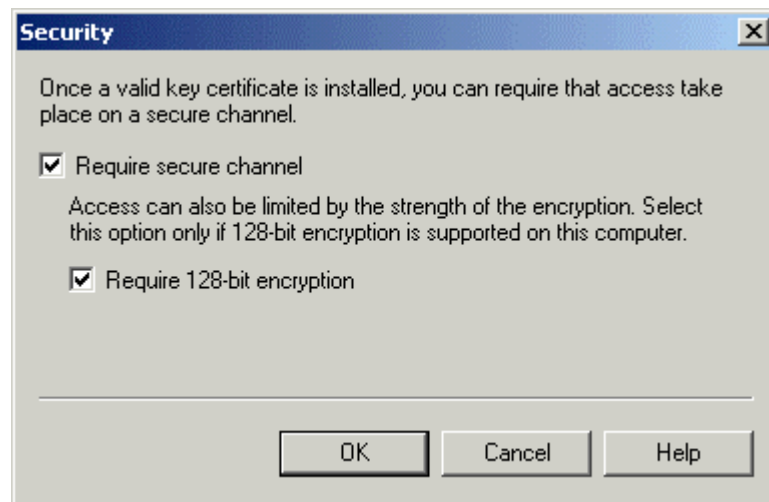 Security
Once a valid key certificate is installed, you can require that access take
place on a secure channel.
Require secure channel
Access can also be limited by the strength of the encryption. Select
this option only if 128-bit encryption is supported on this computer.
Require 128-bit encryption
OK Cancel Help